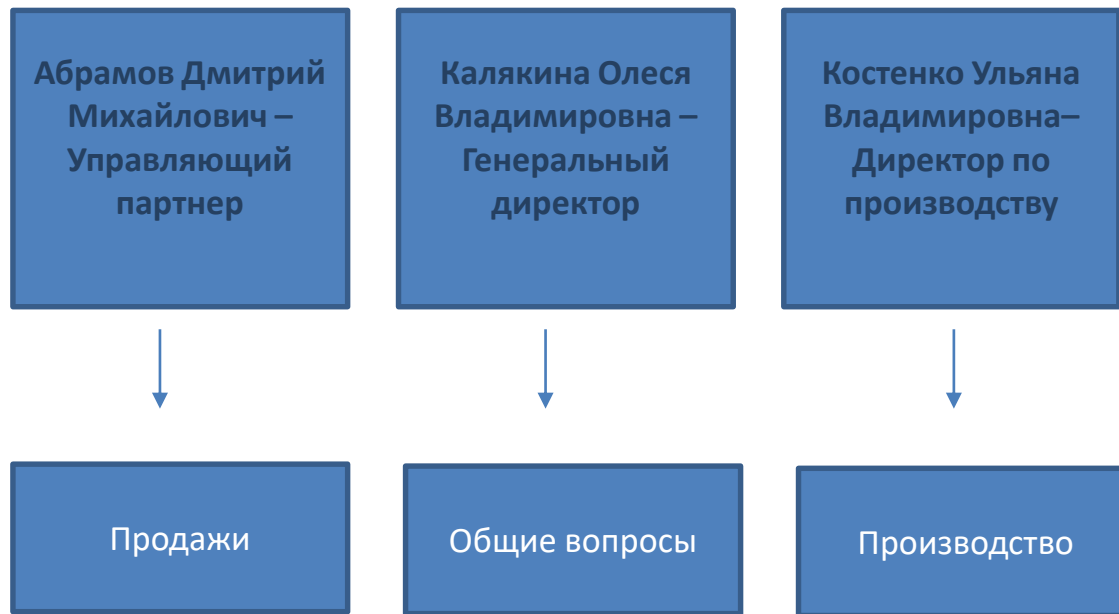 Абрамов Дмитрий
Михайлович –
Управляющий
партнер
Калякина Олеся
Владимировна –
Генеральный
директор
Костенко Ульяна
Владимировна–
Директор по
производству
Продажи
Общие вопросы
Производство